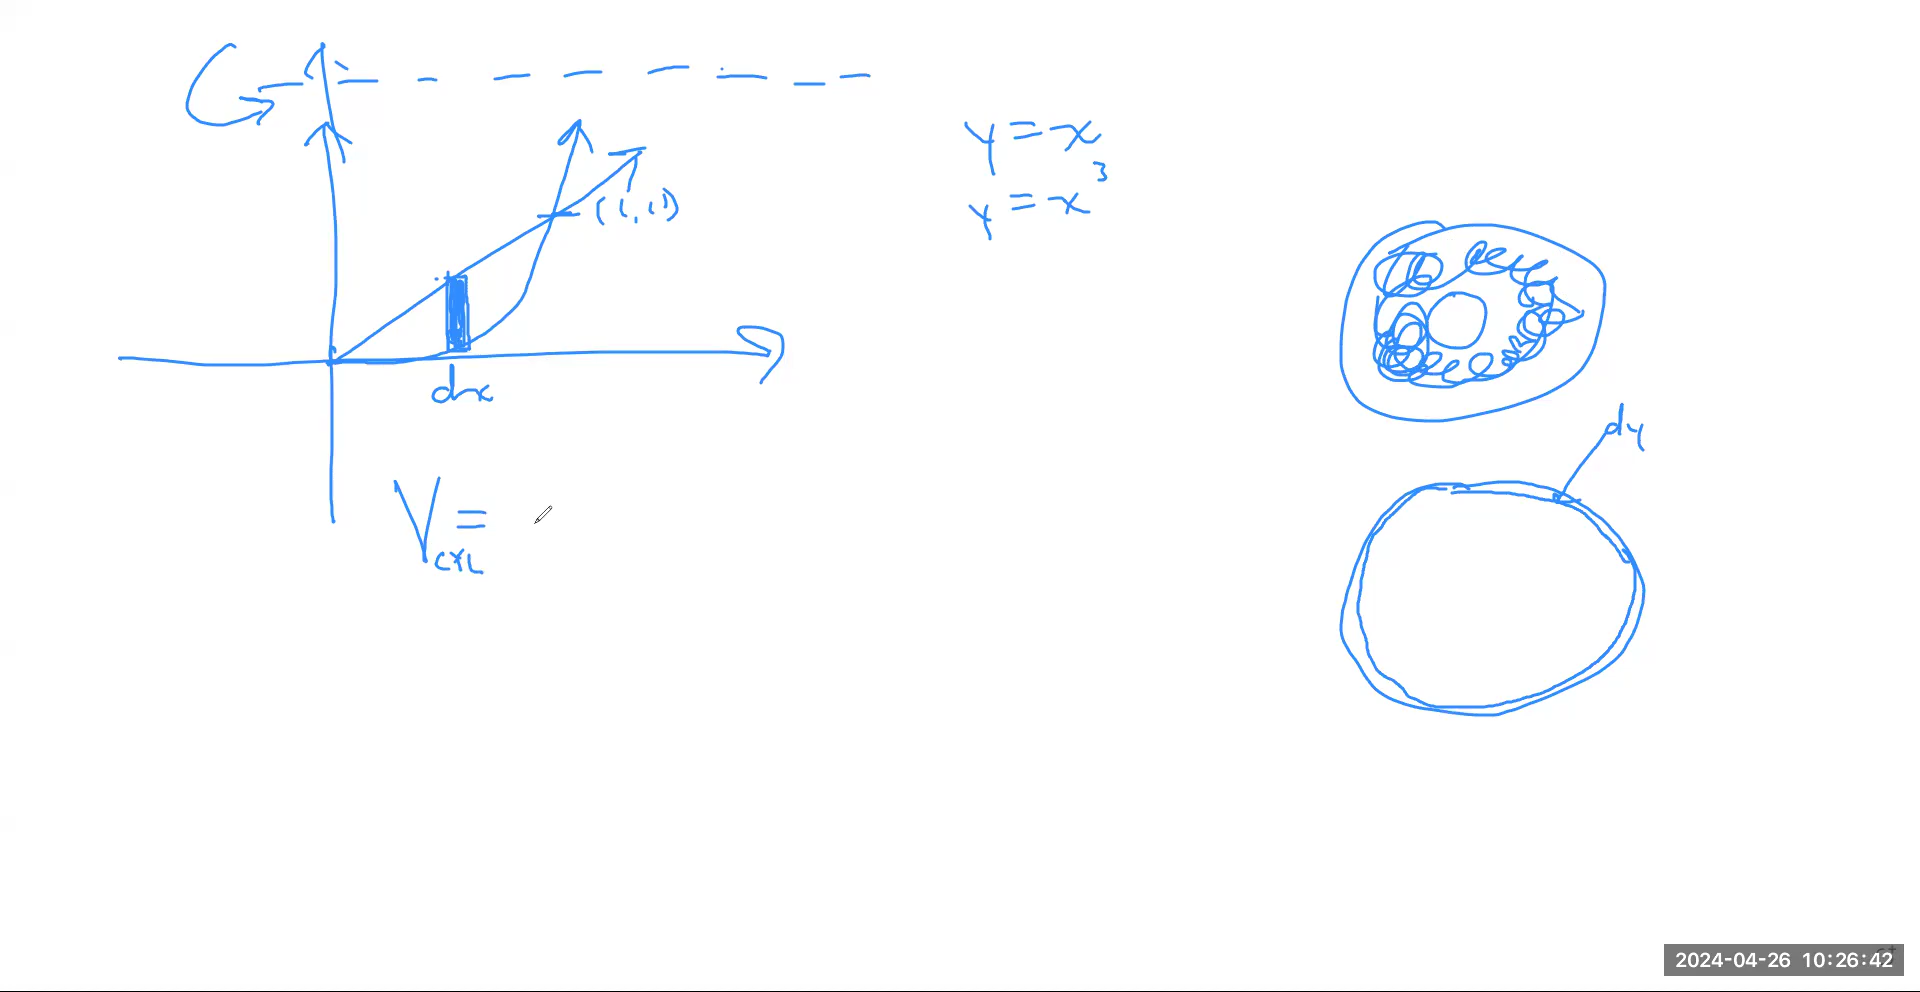 y = x
y = x³
(1,1)
dx
dy
V_CYL =
2024-04-26 10:26:42